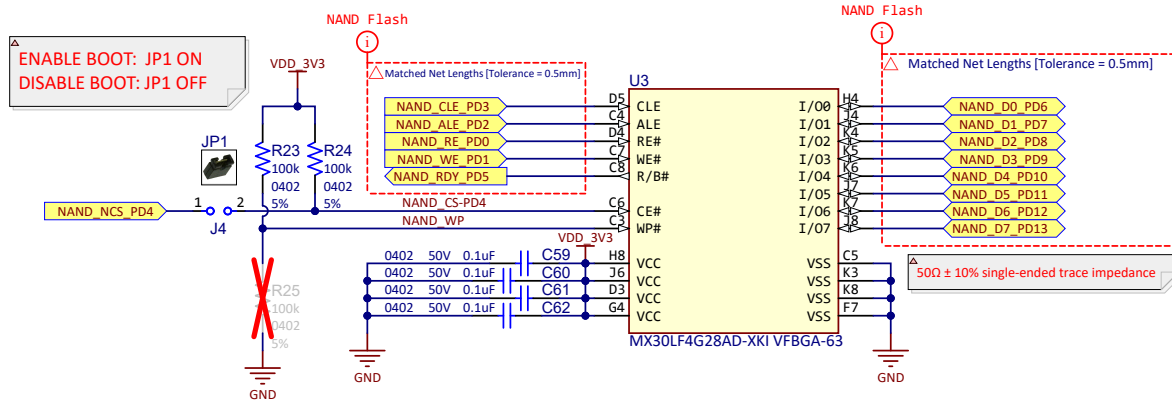 NAND Flash
NAND Flash
ENABLE BOOT: JP1 ON
DISABLE BOOT: JP1 OFF
VDD_3V3
Matched Net Lengths [Tolerance = 0.5mm]
Matched Net Lengths [Tolerance = 0.5mm]
U3
NAND_CLE_PD3 D5 CLE I/O0 H4 NAND_D0_PD6
NAND_ALE_PD2 C4 ALE I/O1 J4 NAND_D1_PD7
NAND_RE_PD0 D4 RE# I/O2 K4 NAND_D2_PD8
NAND_WE_PD1 C7 WE# I/O3 K5 NAND_D3_PD9
NAND_RDY_PD5 C8 R/B# I/O4 K6 NAND_D4_PD10
I/O5 J7 NAND_D5_PD11
I/O6 K7 NAND_D6_PD12
I/O7 J8 NAND_D7_PD13
JP1
R23
100k
0402
5%
R24
100k
0402
5%
NAND_NCS_PD4 1 2 NAND_CS-PD4 C6 CE#
J4
NAND_WP C3 WP#
VDD_3V3
0402 50V 0.1uF C59 H8 VCC VSS C5
0402 50V 0.1uF C60 J6 VCC VSS K3
0402 50V 0.1uF C61 D3 VCC VSS K8
0402 50V 0.1uF C62 G4 VCC VSS F7
50Ω ± 10% single-ended trace impedance
R25
100k
0402
5%
MX30LF4G28AD-XKI VFBGA-63
GND
GND
GND